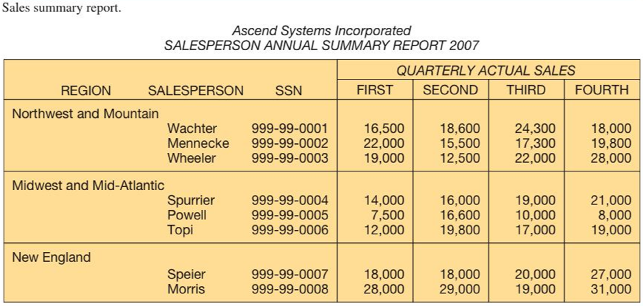 Sales summary report.
Ascend Systems Incorporated
SALESPERSON ANNUAL SUMMARY REPORT 2007
QUARTERLY ACTUAL SALES
REGION SALESPERSON SSN FIRST SECOND THIRD FOURTH
Northwest and Mountain
Wachter 999-99-0001 16,500 18,600 24,300 18,000
Mennecke 999-99-0002 22,000 15,500 17,300 19,800
Wheeler 999-99-0003 19,000 12,500 22,000 28,000
Midwest and Mid-Atlantic
Spurrier 999-99-0004 14,000 16,000 19,000 21,000
Powell 999-99-0005 7,500 16,600 10,000 8,000
Topi 999-99-0006 12,000 19,800 17,000 19,000
New England
Speier 999-99-0007 18,000 18,000 20,000 27,000
Morris 999-99-0008 28,000 29,000 19,000 31,000